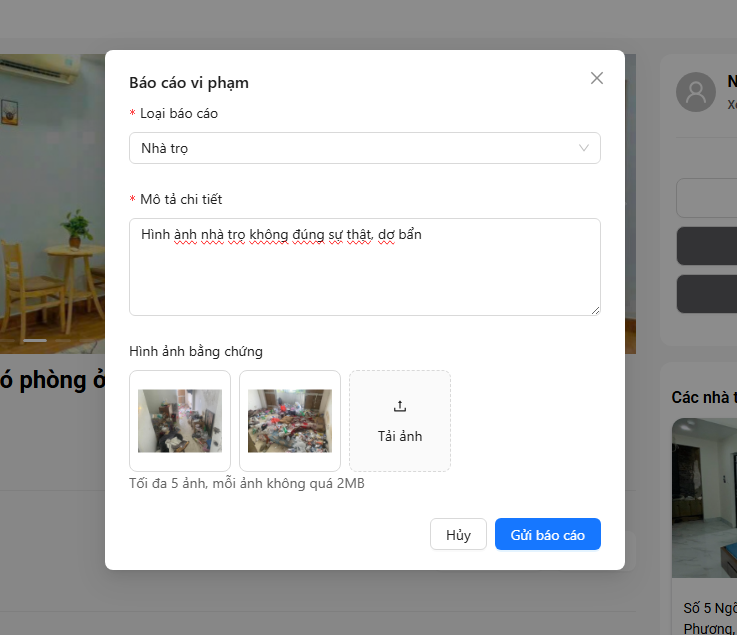 Báo cáo vi phạm
* Loại báo cáo
Nhà trọ
* Mô tả chi tiết
Hình ành nhà trọ không đúng sự thật, dơ bẩn
Hình ảnh bằng chứng
Tải ảnh
Tối đa 5 ảnh, mỗi ảnh không quá 2MB
Hủy
Gửi báo cáo
ó phòng ở
N
Các nhà t
Số 5 Ngõ
Phương,